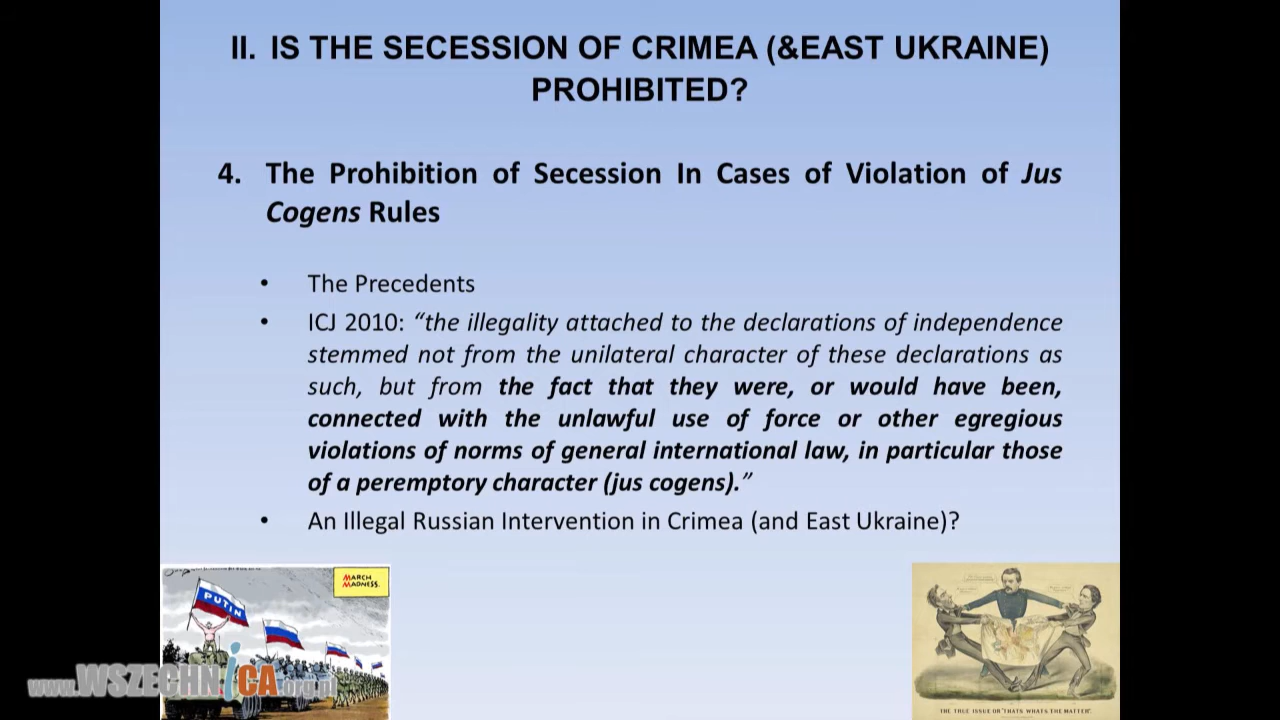 II. IS THE SECESSION OF CRIMEA (&EAST UKRAINE)
PROHIBITED?
4. The Prohibition of Secession In Cases of Violation of Jus
Cogens Rules
• The Precedents
• ICJ 2010: “the illegality attached to the declarations of independence
stemmed not from the unilateral character of these declarations as
such, but from the fact that they were, or would have been,
connected with the unlawful use of force or other egregious
violations of norms of general international law, in particular those
of a peremptory character (jus cogens).”
• An Illegal Russian Intervention in Crimea (and East Ukraine)?
MARCH
MADNESS.
PUTIN
www.WSZECHNICA.org.pl
THE TRUE ISSUE OR "THATS WHATS THE MATTER".